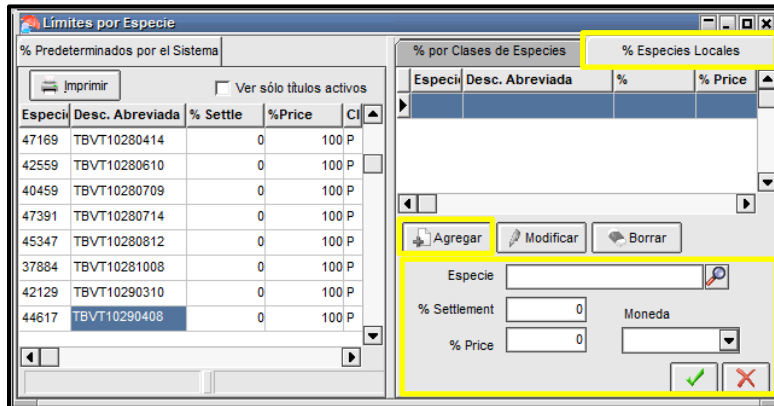 Límites por Especie
% Predeterminados por el Sistema
Imprimir
Ver sólo títulos activos
Especi Desc. Abreviada % Settle %Price Cl
47169 TBVT10280414 0 100 P
42559 TBVT10280610 0 100 P
40459 TBVT10280709 0 100 P
47391 TBVT10280714 0 100 P
45347 TBVT10280812 0 100 P
37884 TBVT10281008 0 100 P
42129 TBVT10290310 0 100 P
44617 TBVT10290408 0 100 P
% por Clases de Especies % Especies Locales
Especi Desc. Abreviada % % Price
Agregar Modificar Borrar
Especie
% Settlement 0 Moneda
% Price 0